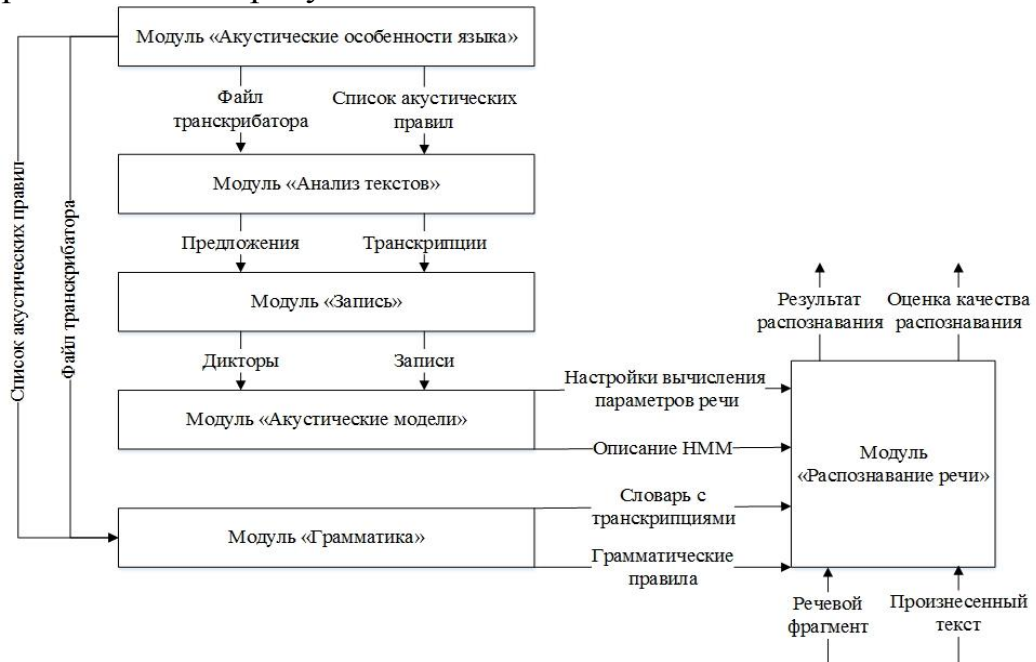 Модуль «Акустические особенности языка»
Файл
транскрибатора
Список акустических
правил
Список акустических правил
Файл транскрибатора
Модуль «Анализ текстов»
Предложения
Транскрипции
Модуль «Запись»
Дикторы
Записи
Модуль «Акустические модели»
Настройки вычисления
параметров речи
Описание НММ
Результат
распознавания
Оценка качества
распознавания
Модуль
«Распознавание речи»
Словарь с
транскрипциями
Модуль «Грамматика»
Грамматические
правила
Речевой
фрагмент
Произнесенный
текст